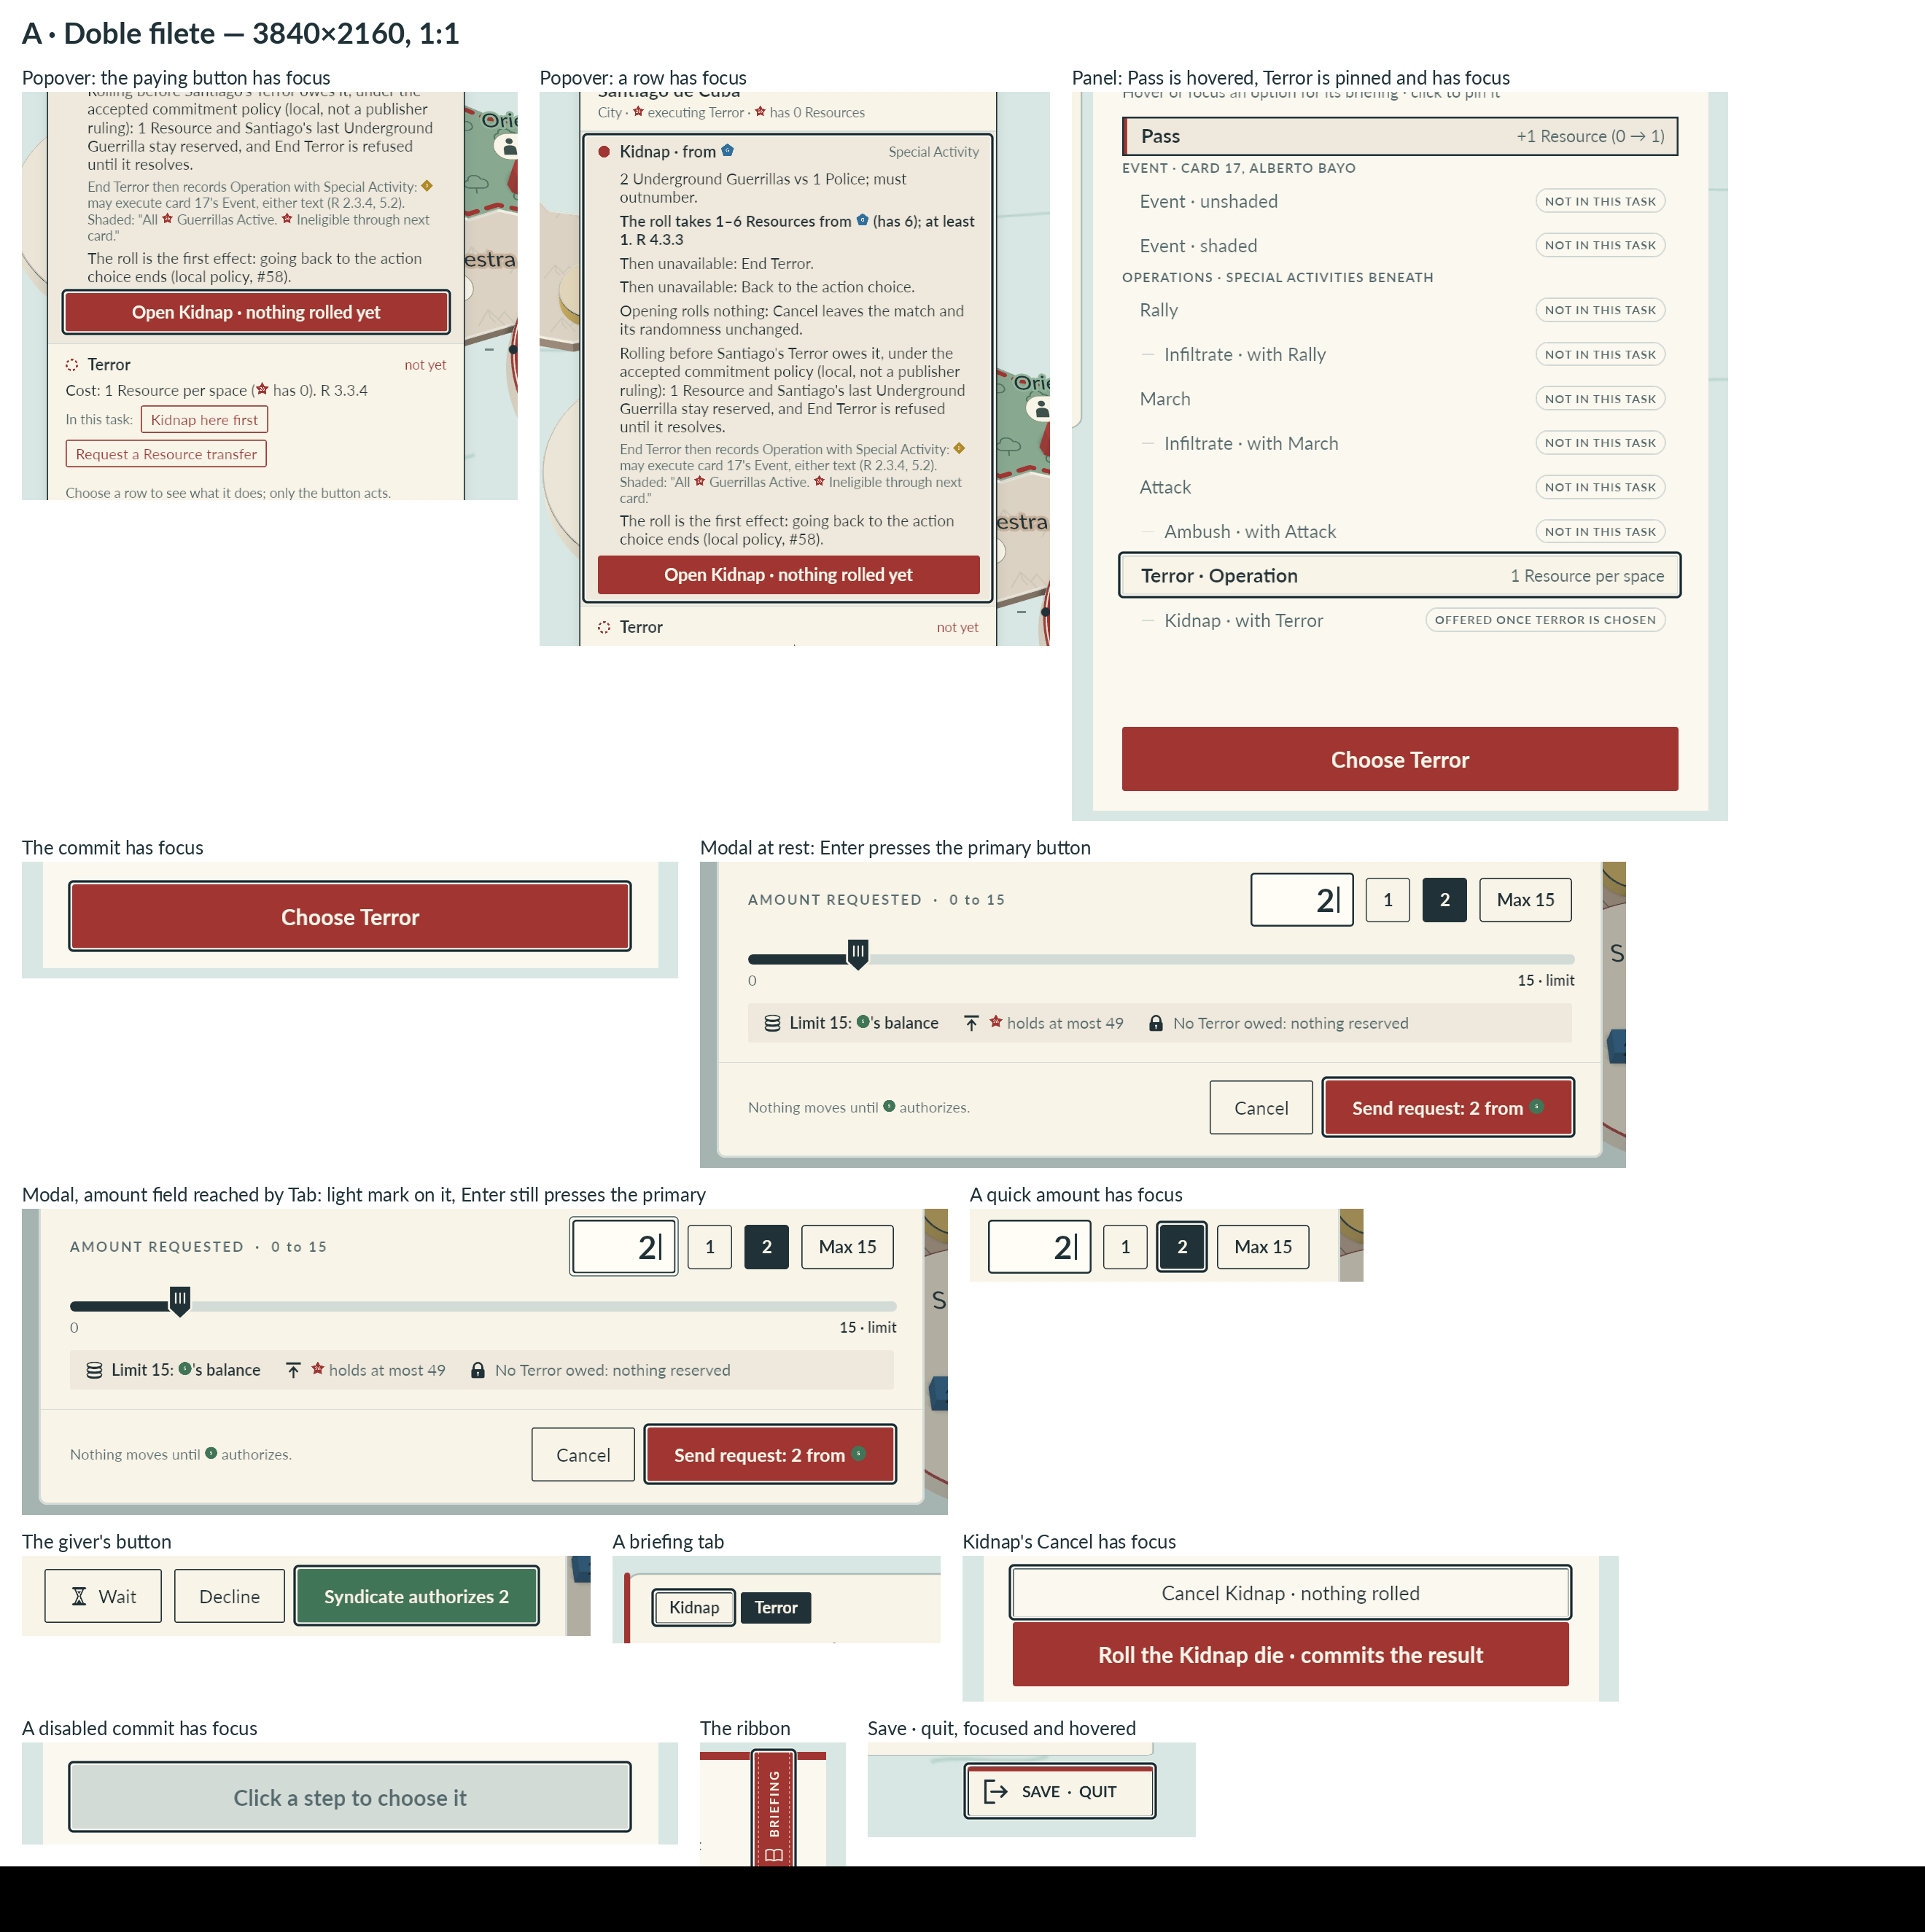 A · Doble filete — 3840×2160, 1:1
Popover: the paying button has focus
accepted commitment policy (local, not a publisher
ruling): 1 Resource and Santiago's last Underground
Guerrilla stay reserved, and End Terror is refused
until it resolves.
End Terror then records Operation with Special Activity:
may execute card 17's Event, either text (R 2.3.4, 5.2).
Shaded: "All Guerrillas Active. Ineligible through next
card."
The roll is the first effect: going back to the action
choice ends (local policy, #58).
Open Kidnap · nothing rolled yet
Terror not yet
Cost: 1 Resource per space ( has 0). R 3.3.4
In this task: Kidnap here first
Request a Resource transfer
Choose a row to see what it does; only the button acts.
Popover: a row has focus
Santiago de Cuba
City · executing Terror · has 0 Resources
Kidnap · from Special Activity
2 Underground Guerrillas vs 1 Police; must
outnumber.
The roll takes 1–6 Resources from (has 6); at least
1. R 4.3.3
Then unavailable: End Terror.
Then unavailable: Back to the action choice.
Opening rolls nothing: Cancel leaves the match and
its randomness unchanged.
Rolling before Santiago's Terror owes it, under the
accepted commitment policy (local, not a publisher
ruling): 1 Resource and Santiago's last Underground
Guerrilla stay reserved, and End Terror is refused
until it resolves.
End Terror then records Operation with Special Activity:
may execute card 17's Event, either text (R 2.3.4, 5.2).
Shaded: "All Guerrillas Active. Ineligible through next
card."
The roll is the first effect: going back to the action
choice ends (local policy, #58).
Open Kidnap · nothing rolled yet
Terror not yet
Panel: Pass is hovered, Terror is pinned and has focus
Hover or focus an option for its briefing · click to pin it
Pass +1 Resource (0 → 1)
EVENT · CARD 17, ALBERTO BAYO
Event · unshaded NOT IN THIS TASK
Event · shaded NOT IN THIS TASK
OPERATIONS · SPECIAL ACTIVITIES BENEATH
Rally NOT IN THIS TASK
— Infiltrate · with Rally NOT IN THIS TASK
March NOT IN THIS TASK
— Infiltrate · with March NOT IN THIS TASK
Attack NOT IN THIS TASK
— Ambush · with Attack NOT IN THIS TASK
Terror · Operation 1 Resource per space
— Kidnap · with Terror OFFERED ONCE TERROR IS CHOSEN
Choose Terror
The commit has focus
Choose Terror
Modal at rest: Enter presses the primary button
AMOUNT REQUESTED · 0 to 15 2 1 2 Max 15
0 15 · limit
Limit 15: 's balance holds at most 49 No Terror owed: nothing reserved
Nothing moves until authorizes. Cancel Send request: 2 from
Modal, amount field reached by Tab: light mark on it, Enter still presses the primary
AMOUNT REQUESTED · 0 to 15 2 1 2 Max 15
0 15 · limit
Limit 15: 's balance holds at most 49 No Terror owed: nothing reserved
Nothing moves until authorizes. Cancel Send request: 2 from
A quick amount has focus
2 1 2 Max 15
The giver's button
Wait Decline Syndicate authorizes 2
A briefing tab
Kidnap Terror
Kidnap's Cancel has focus
Cancel Kidnap · nothing rolled
Roll the Kidnap die · commits the result
A disabled commit has focus
Click a step to choose it
The ribbon
BRIEFING
Save · quit, focused and hovered
SAVE · QUIT